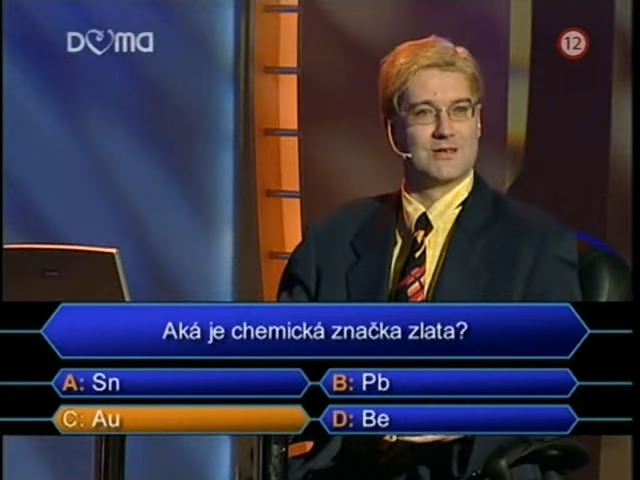 DOMA
12
Aká je chemická značka zlata?
A: Sn
B: Pb
C: Au
D: Be